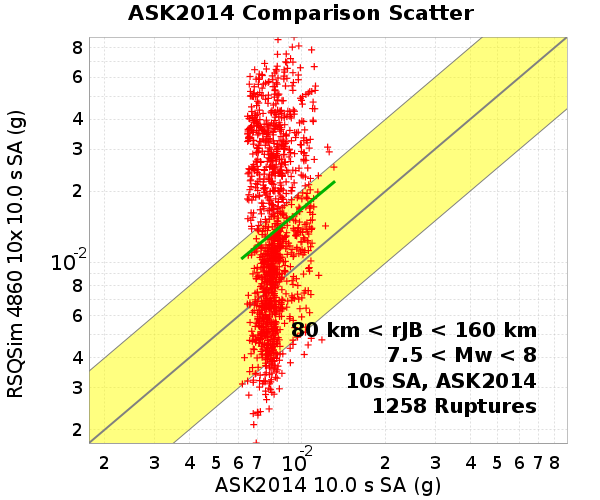 ASK2014 Comparison Scatter
RSQSim 4860 10x 10.0 s SA (g)
8
6
4
3
2
10-2
8
6
4
3
2
80 km < rJB < 160 km
7.5 < Mw < 8
10s SA, ASK2014
1258 Ruptures
2 3 4 5 6 7 10-2 2 3 4 5 6 7 8
ASK2014 10.0 s SA (g)